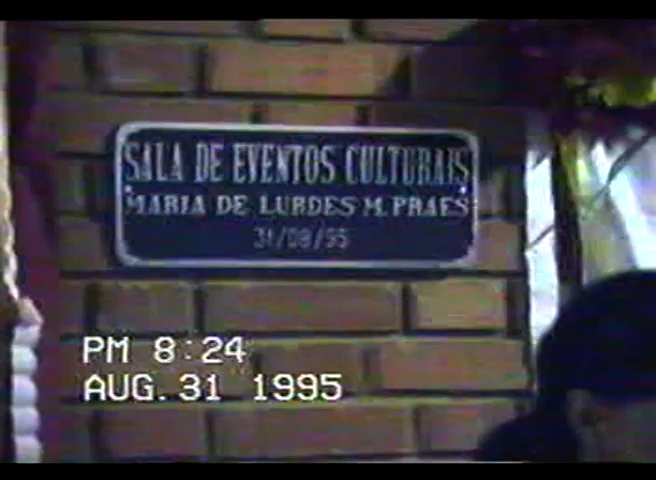 SALA DE EVENTOS CULTURAIS
MARIA DE LURDES M. PRAES
31/08/95
PM 8:24
AUG. 31 1995